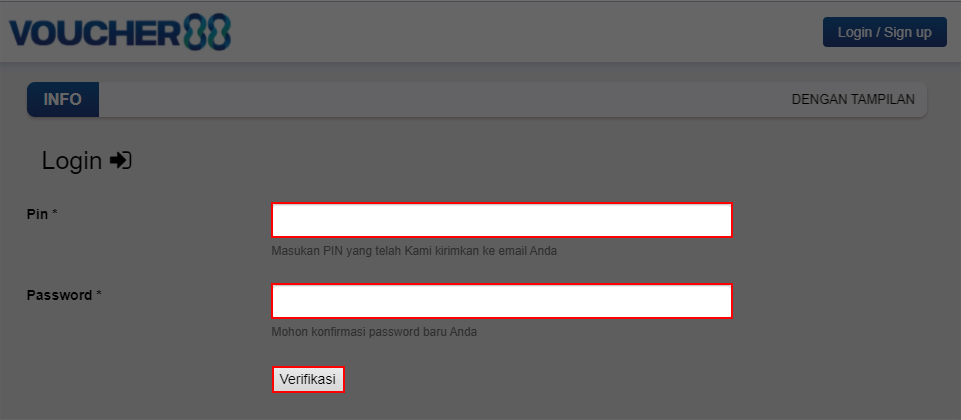 VOUCHER88
Login / Sign up
INFO
DENGAN TAMPILAN
Login
Pin *
Masukan PIN yang telah Kami kirimkan ke email Anda
Password *
Mohon konfirmasi password baru Anda
Verifikasi